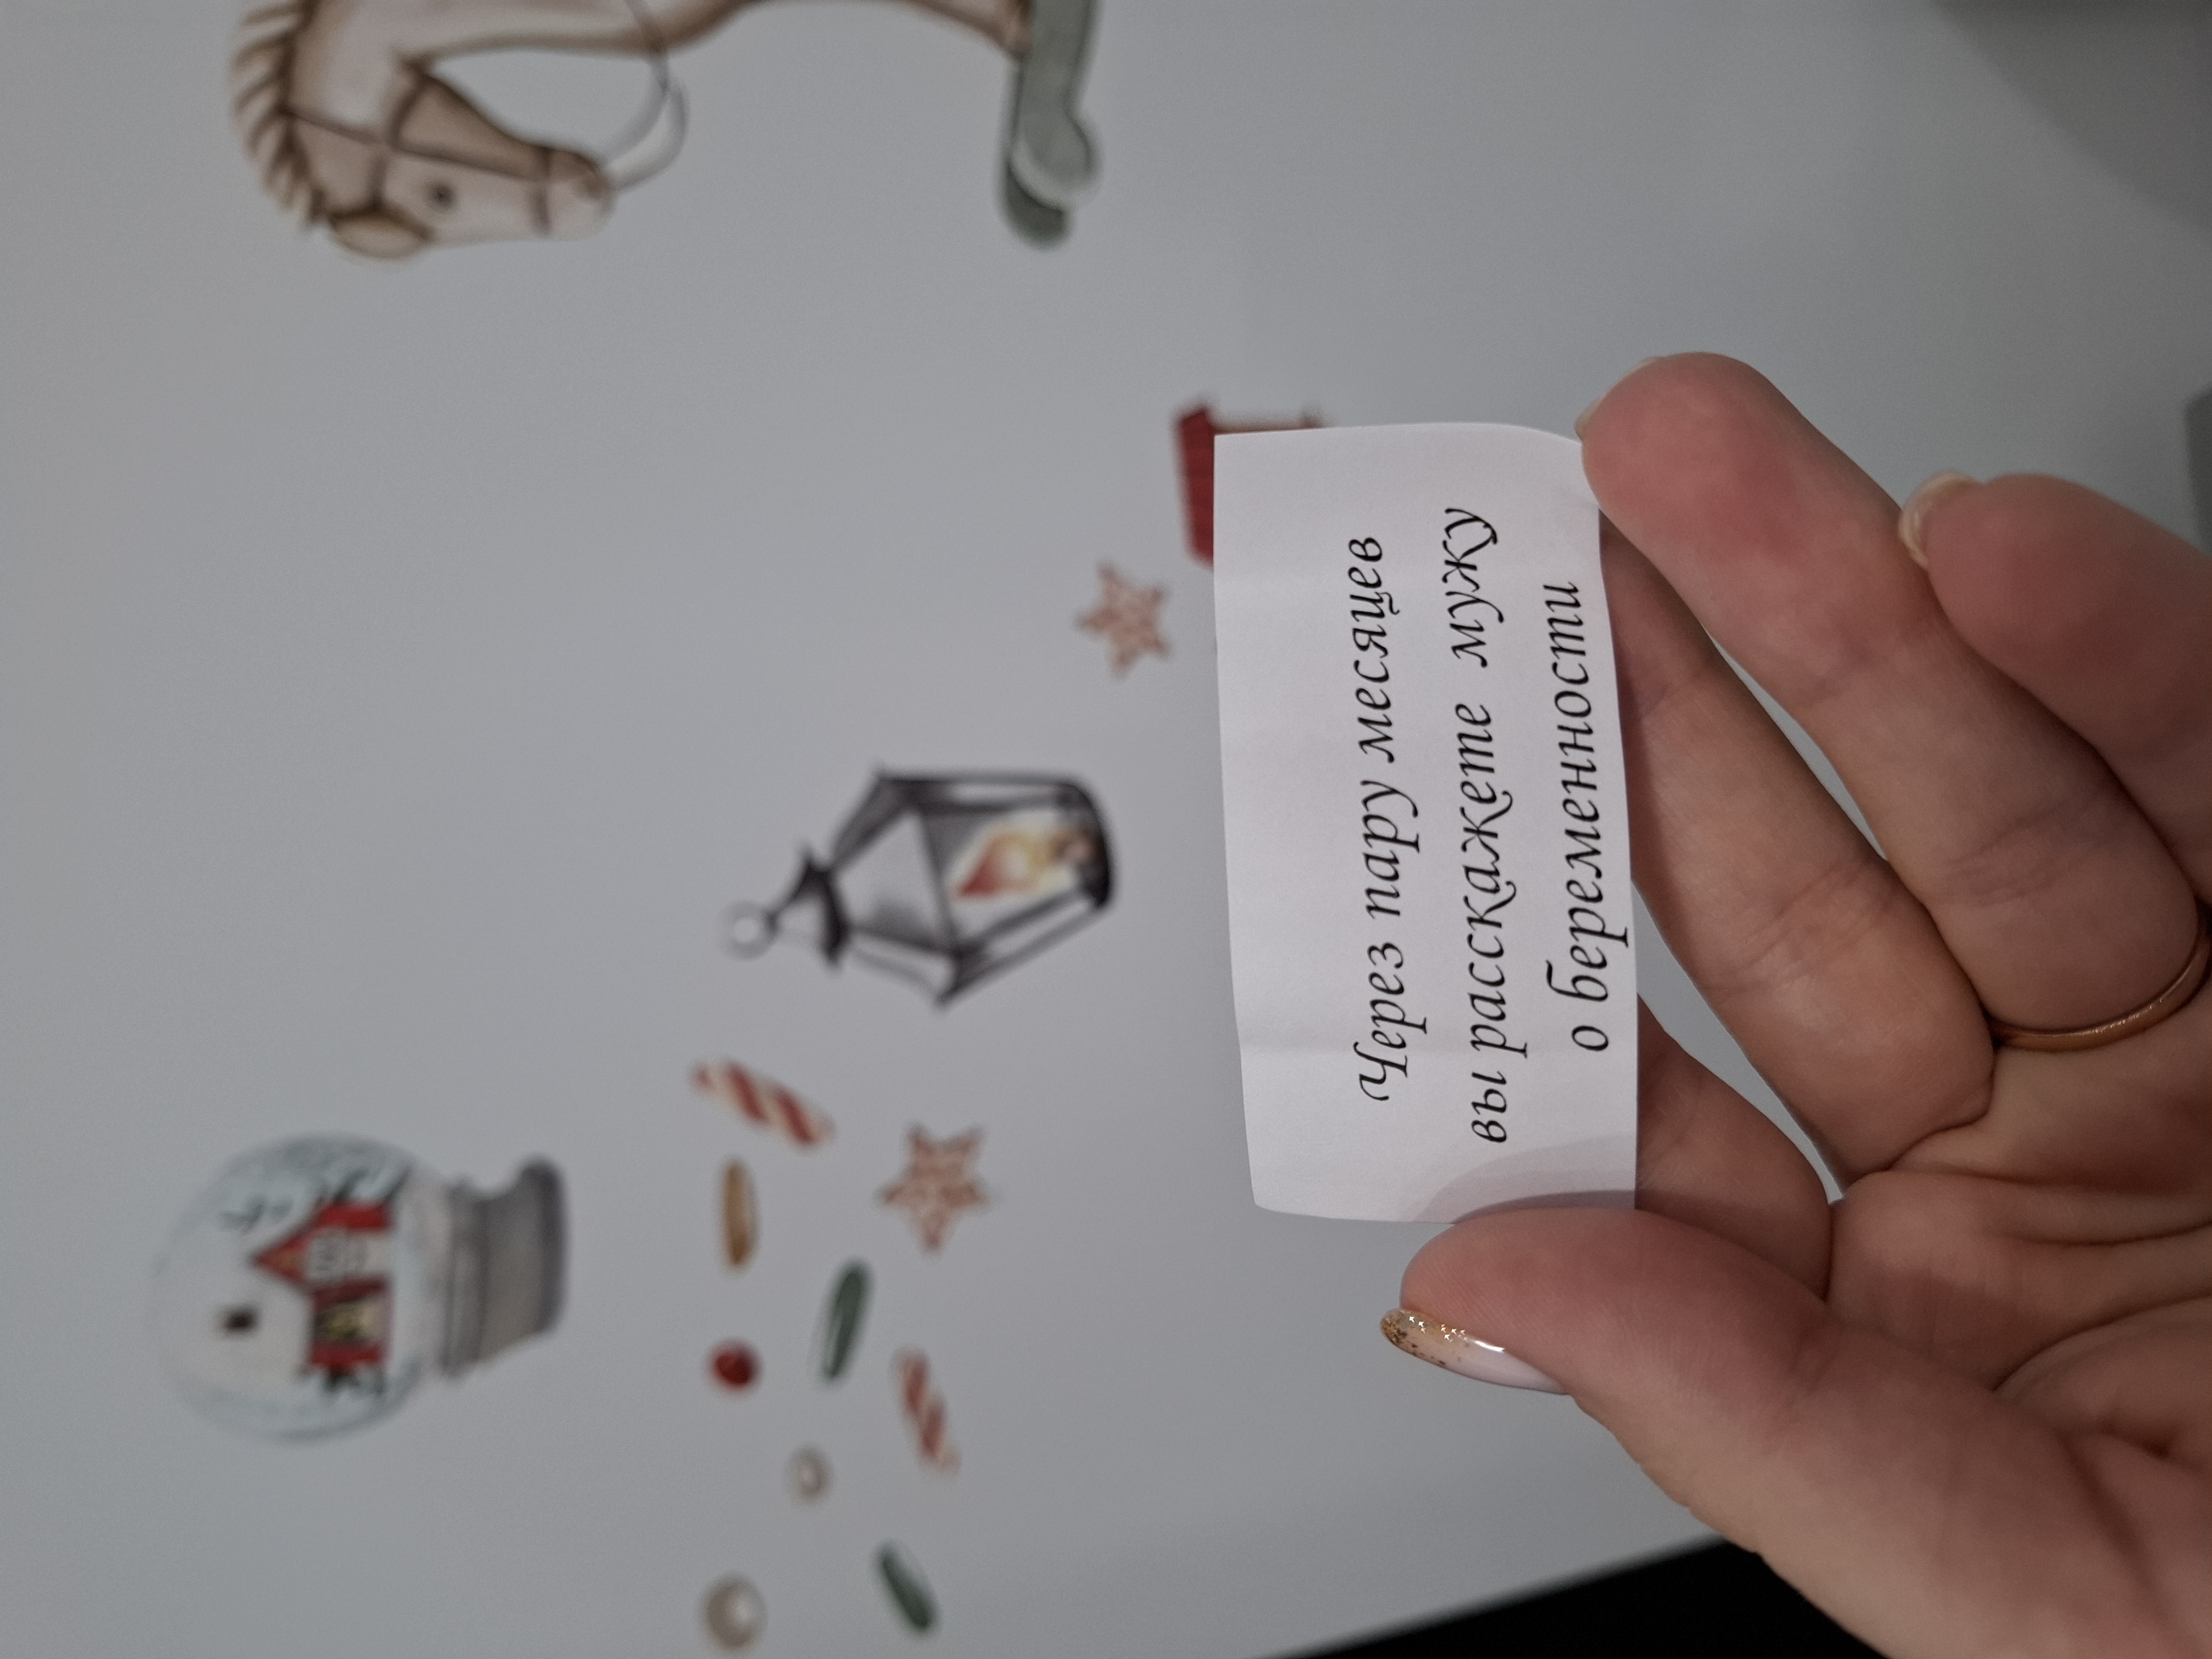 Через пару месяцев
вы расскажете мужу
о беременности